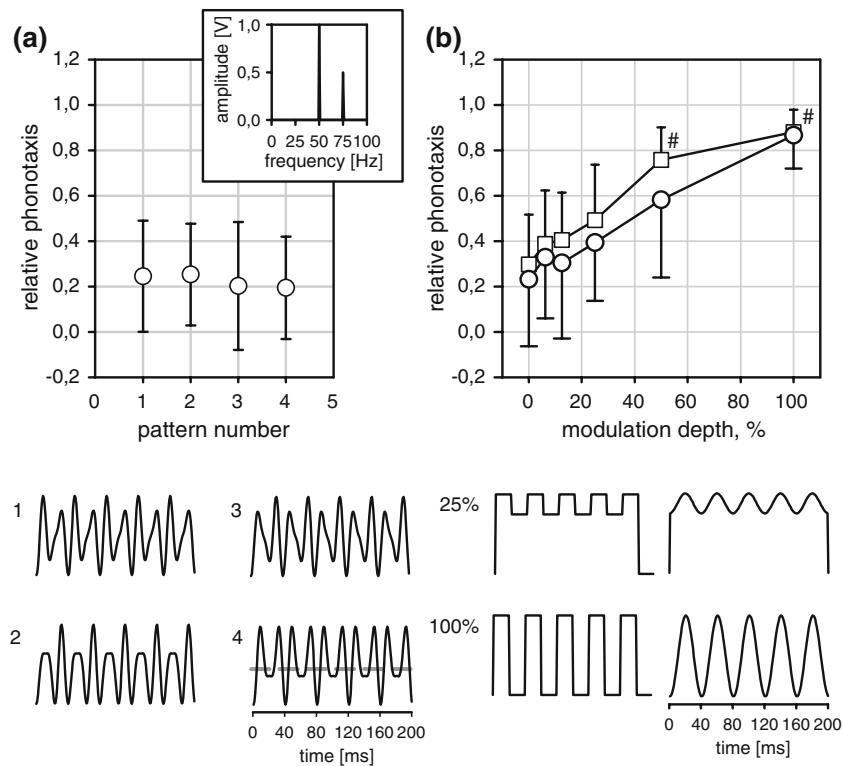 (a)
1,2
1,0
0,8
0,6
0,4
0,2
0,0
-0,2
relative phonotaxis
0 1 2 3 4 5
pattern number
amplitude [V]
1,0
0,5
0,0
0 25 50 75 100
frequency [Hz]
(b)
1,2
1,0
0,8
0,6
0,4
0,2
0,0
-0,2
relative phonotaxis
# #
0 20 40 60 80 100
modulation depth, %
1
3
2
4
0 40 80 120 160 200
time [ms]
25%
100%
0 40 80 120 160 200
time [ms]